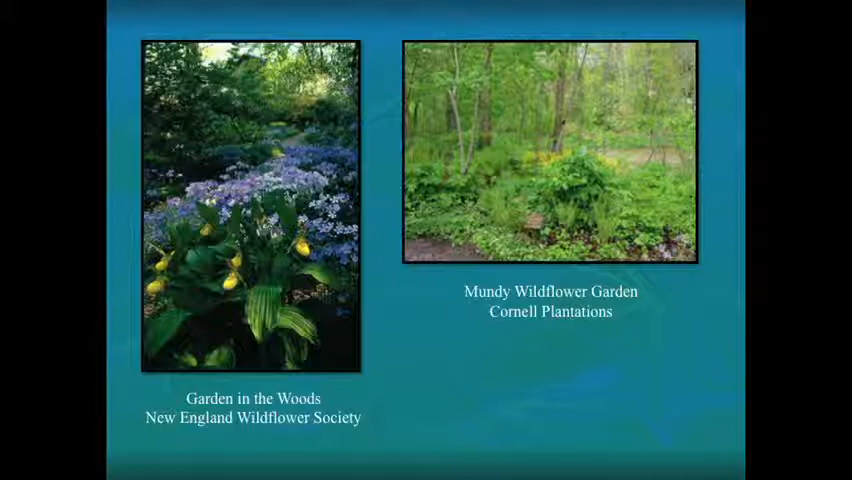 Mundy Wildflower Garden
Cornell Plantations
Garden in the Woods
New England Wildflower Society